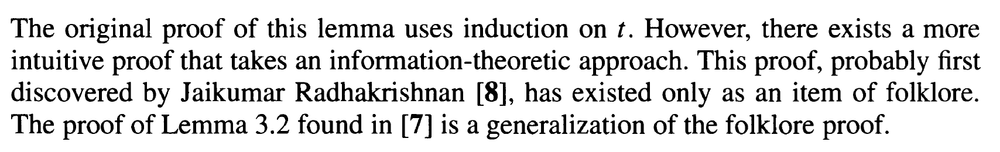 The original proof of this lemma uses induction on t. However, there exists a more
intuitive proof that takes an information-theoretic approach. This proof, probably first
discovered by Jaikumar Radhakrishnan [8], has existed only as an item of folklore.
The proof of Lemma 3.2 found in [7] is a generalization of the folklore proof.